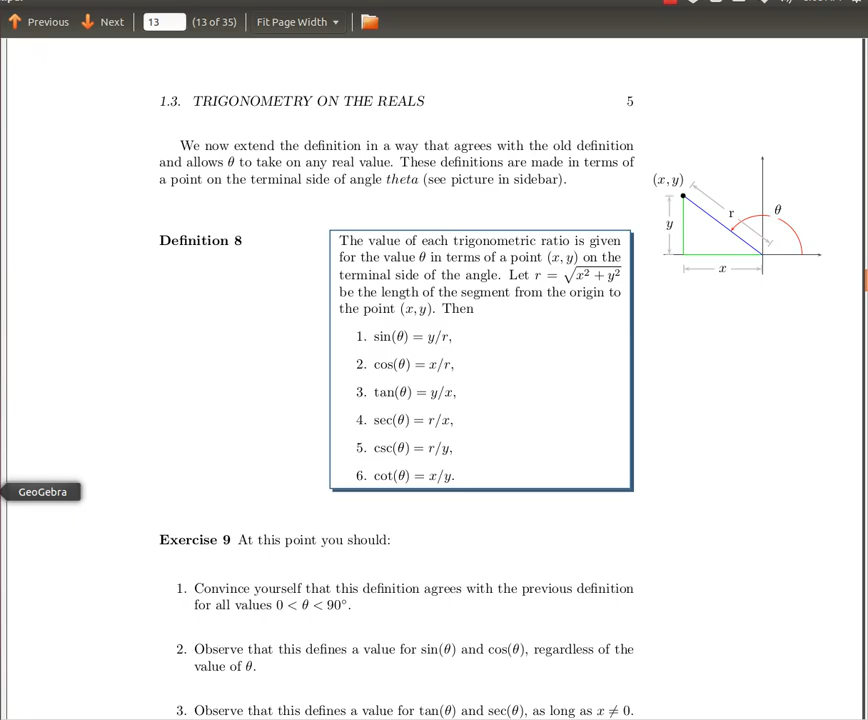 Previous Next 13 (13 of 35) Fit Page Width
1.3. TRIGONOMETRY ON THE REALS 5
We now extend the definition in a way that agrees with the old definition
and allows θ to take on any real value. These definitions are made in terms of
a point on the terminal side of angle theta (see picture in sidebar).
(x, y)
r
θ
y
x
Definition 8
The value of each trigonometric ratio is given
for the value θ in terms of a point (x, y) on the
terminal side of the angle. Let r = √x² + y²
be the length of the segment from the origin to
the point (x, y). Then
1. sin(θ) = y/r,
2. cos(θ) = x/r,
3. tan(θ) = y/x,
4. sec(θ) = r/x,
5. csc(θ) = r/y,
6. cot(θ) = x/y.
GeoGebra
Exercise 9 At this point you should:
1. Convince yourself that this definition agrees with the previous definition
for all values 0 < θ < 90°.
2. Observe that this defines a value for sin(θ) and cos(θ), regardless of the
value of θ.
3. Observe that this defines a value for tan(θ) and sec(θ), as long as x ≠ 0.